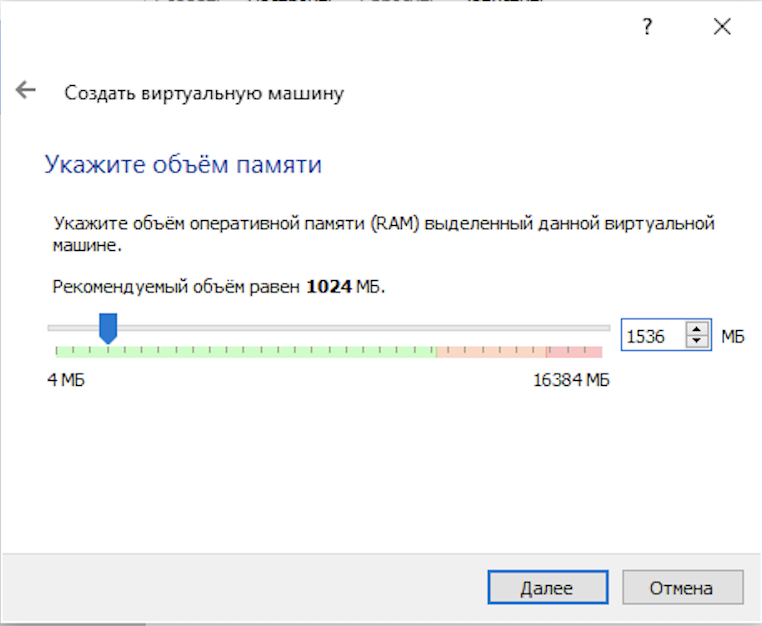 ?
Создать виртуальную машину
Укажите объём памяти
Укажите объём оперативной памяти (RAM) выделенный данной виртуальной
машине.
Рекомендуемый объём равен 1024 МБ.
1536 МБ
4 МБ 16384 МБ
Далее Отмена